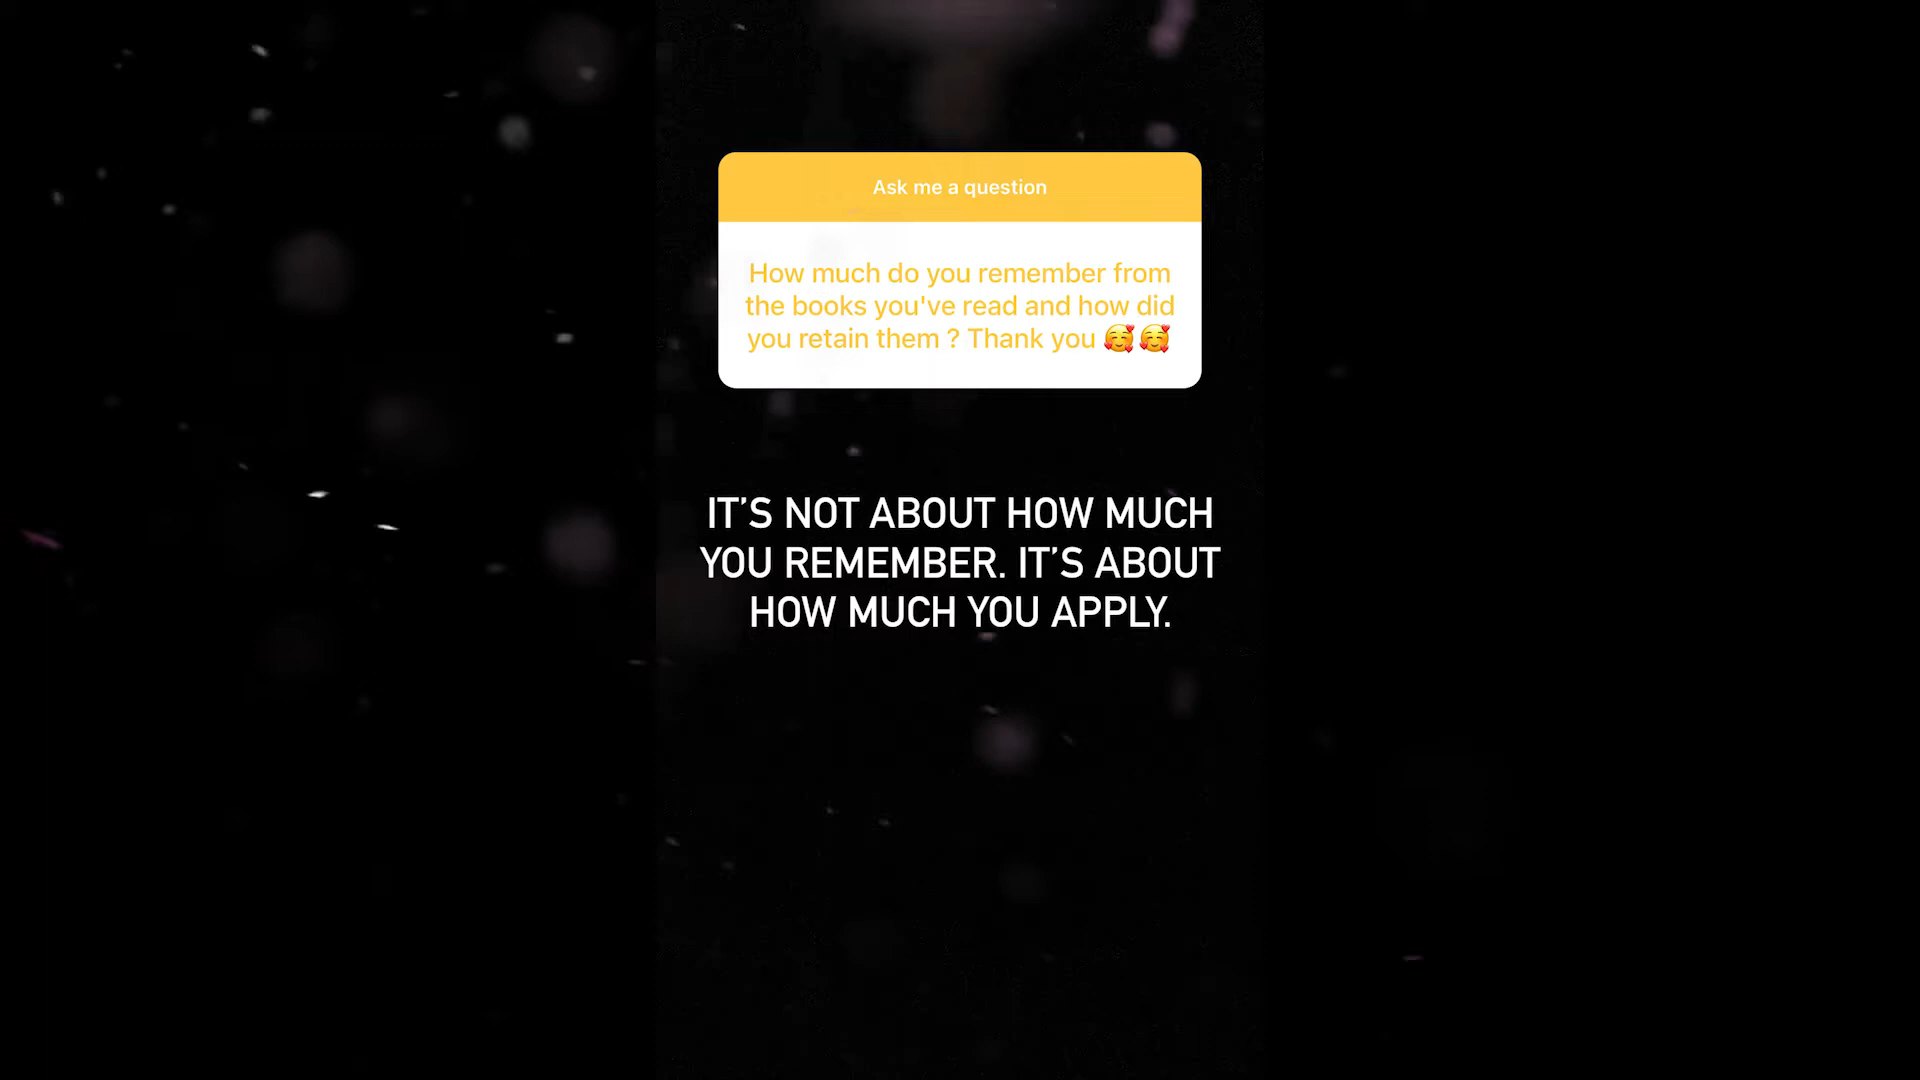 Ask me a question
How much do you remember from
the books you've read and how did
you retain them ? Thank you 🥰🥰
IT’S NOT ABOUT HOW MUCH
YOU REMEMBER. IT’S ABOUT
HOW MUCH YOU APPLY.